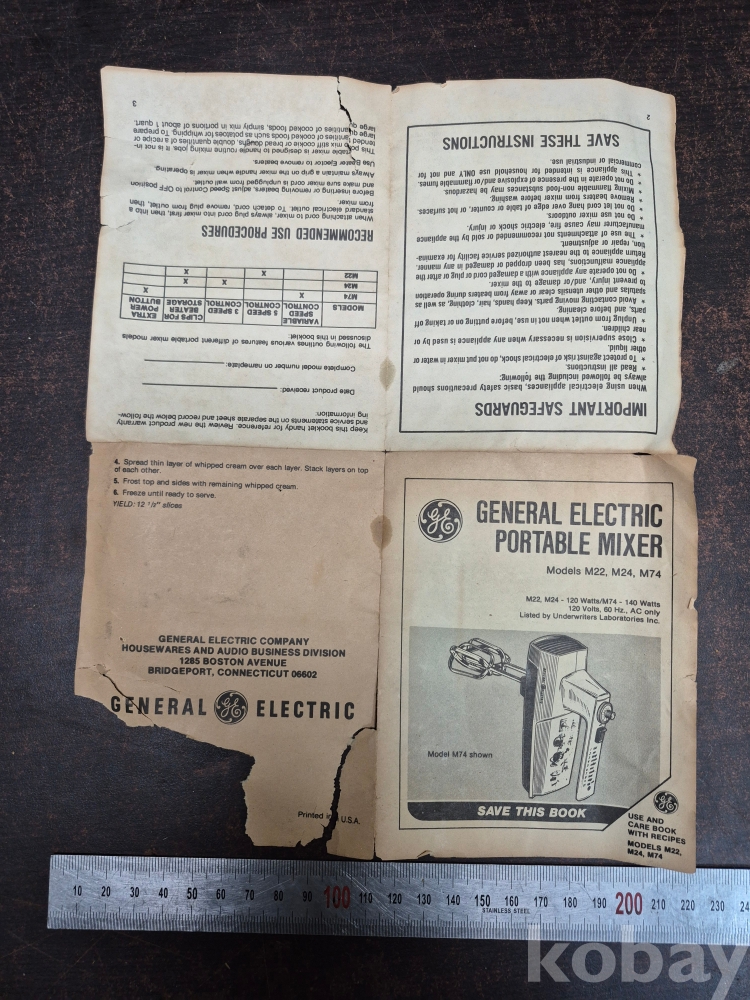 GENERAL ELECTRIC
PORTABLE MIXER
Models M22, M24, M74
M22, M24 - 120 Watts/M74 - 140 Watts
120 Volts, 60 Hz., AC only
Listed by Underwriters Laboratories Inc.
Model M74 shown
SAVE THIS BOOK
USE AND
CARE BOOK
WITH RECIPES
MODELS M22,
M24, M74
IMPORTANT SAFEGUARDS
When using electrical appliances, basic safety precautions should
always be followed including the following:
* Read all instructions.
* To protect against risk of electrical shock, do not put mixer in water or
other liquid.
* Close supervision is necessary when any appliance is used by or
near children.
* Unplug from outlet when not in use, before putting on or taking off
parts, and before cleaning.
* Avoid contacting moving parts. Keep hands, hair, clothing, as well as
spatulas and other utensils clear or away from beaters during operation
to prevent injury, and/or damage to the mixer.
* Do not operate any appliance with damaged cord or plug or after the
appliance malfunctions, has been dropped or damaged in any manner.
Return appliance to the nearest authorized service facility for examina-
tion, repair or adjustment.
* The use of attachments not recommended or sold by the appliance
manufacturer may cause fire, electric shock or injury.
* Do not use mixer outdoors.
* Do not let cord hang over edge of table or counter, or hot surfaces.
* Remove beaters from mixer before washing.
* Mixing flammable non-food substances may be hazardous.
* Do not operate in the presence of explosive and/or flammable fumes.
* This appliance is intended for household use ONLY and not for
commercial or industrial use.
SAVE THESE INSTRUCTIONS
2
Keep this booklet handy for reference. Review the new product warranty
and service statements on the separate sheet and record below the follow-
ing information:
Date product received:
Complete model number on nameplate:
The following outlines various features of different portable mixer models
discussed in this booklet:
MODELS VARIABLE SPEED CONTROL 5 SPEED CONTROL 3 SPEED CONTROL CLIPS FOR BEATER STORAGE EXTRA POWER BUTTON
M74 X X
M24 X X
M22 X X
RECOMMENDED USE PROCEDURES
When attaching cord to mixer, always plug cord into mixer first, then into a
standard electrical outlet. To detach cord, remove plug from outlet, then
from mixer.
Before inserting or removing beaters, adjust Speed Control to OFF Position
and make sure mixer cord is unplugged from wall outlet.
Always maintain a grip on the mixer handle when mixer is operating.
Use Beater Ejector to remove beaters.
This portable mixer is designed to handle routine mixing jobs. It is not in-
tended to mix stiff cookie or bread doughs, double quantities of a recipe or
large quantities of cooked foods such as potatoes for whipping. To prepare
large quantities of cooked foods, simply mix in portions of about 1 quart.
3
4. Spread thin layer of whipped cream over each layer. Stack layers on top
of each other.
5. Frost top and sides with remaining whipped cream.
6. Freeze until ready to serve.
YIELD: 12 ½" slices
GENERAL ELECTRIC COMPANY
HOUSEWARES AND AUDIO BUSINESS DIVISION
1285 BOSTON AVENUE
BRIDGEPORT, CONNECTICUT 06602
GENERAL GE ELECTRIC
Printed in U.S.A.
10 20 30 40 50 60 70 80 90 100 110 120 130 140 150 160 170 180 190 200 210 220 230 24
STAINLESS STEEL
kobay